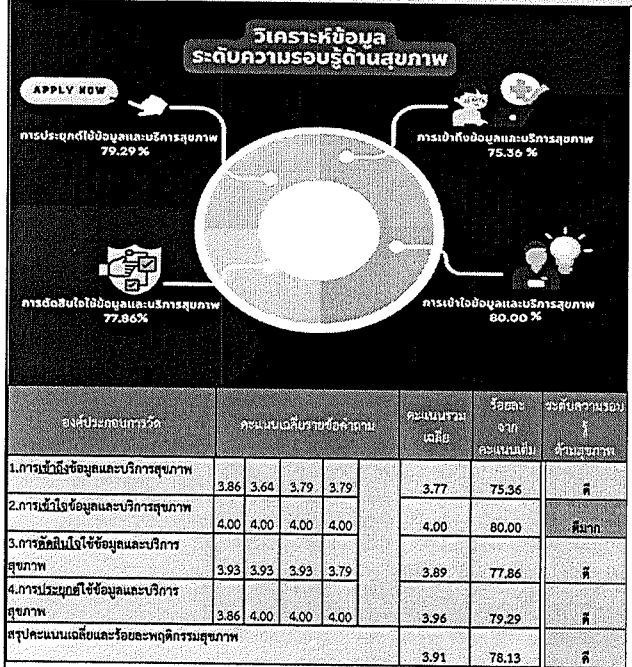 วิเคราะห์ข้อมูล
ระดับความรอบรู้ด้านสุขภาพ
APPLY NOW
การประยุกต์ใช้ข้อมูลและบริการสุขภาพ
79.29 %
การเข้าถึงข้อมูลและบริการสุขภาพ
75.36 %
การตัดสินใจใช้ข้อมูลและบริการสุขภาพ
77.86%
การเข้าใจข้อมูลและบริการสุขภาพ
80.00 %
องค์ประกอบการวัด คะแนนเฉลี่ยรายข้อคำถาม คะแนนรวมเฉลี่ย ร้อยละจากคะแนนเต็ม ระดับความรอบรู้ด้านสุขภาพ
1.การเข้าถึงข้อมูลและบริการสุขภาพ 3.86 3.64 3.79 3.79 3.77 75.36 ดี
2.การเข้าใจข้อมูลและบริการสุขภาพ 4.00 4.00 4.00 4.00 4.00 80.00 ดีมาก
3.การตัดสินใจใช้ข้อมูลและบริการ
สุขภาพ 3.93 3.93 3.93 3.79 3.89 77.86 ดี
4.การประยุกต์ใช้ข้อมูลและบริการ
สุขภาพ 3.86 4.00 4.00 4.00 3.96 79.29 ดี
สรุปคะแนนเฉลี่ยและร้อยละพฤติกรรมสุขภาพ 3.91 78.13 ดี